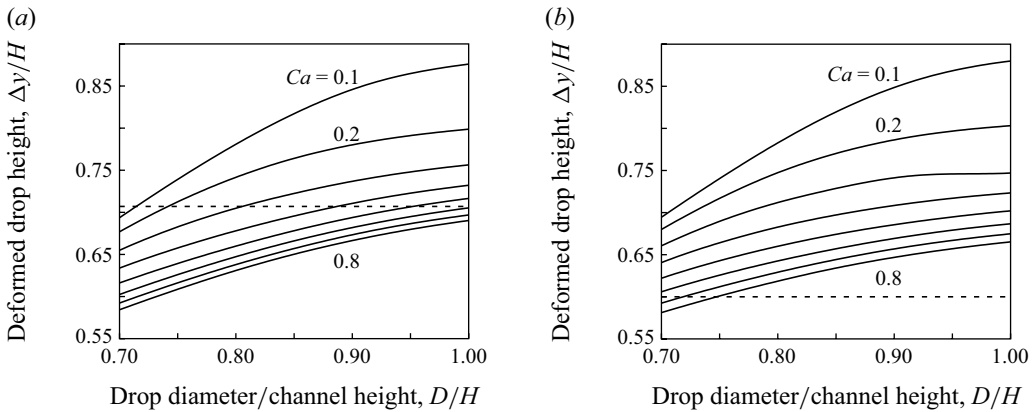 (a)
Deformed drop height, Δy/H
0.85
0.75
0.65
0.55
Ca = 0.1
0.2
0.8
0.70
0.80
0.90
1.00
Drop diameter/channel height, D/H
(b)
Deformed drop height, Δy/H
0.85
0.75
0.65
0.55
Ca = 0.1
0.2
0.8
0.70
0.80
0.90
1.00
Drop diameter/channel height, D/H